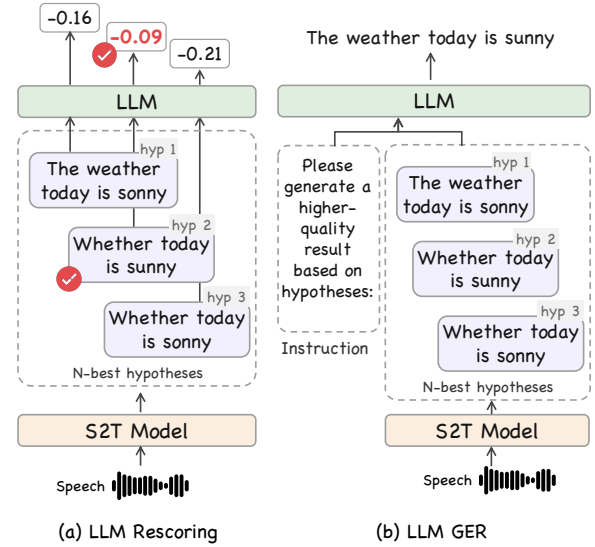 -0.16
-0.09
-0.21
LLM
hyp 1
The weather
today is sonny
hyp 2
Whether today
is sunny
hyp 3
Whether today
is sonny
N-best hypotheses
S2T Model
Speech
(a) LLM Rescoring
The weather today is sunny
LLM
Please
generate a
higher-
quality
result
based on
hypotheses:
Instruction
hyp 1
The weather
today is sonny
hyp 2
Whether today
is sunny
hyp 3
Whether today
is sonny
N-best hypotheses
S2T Model
Speech
(b) LLM GER